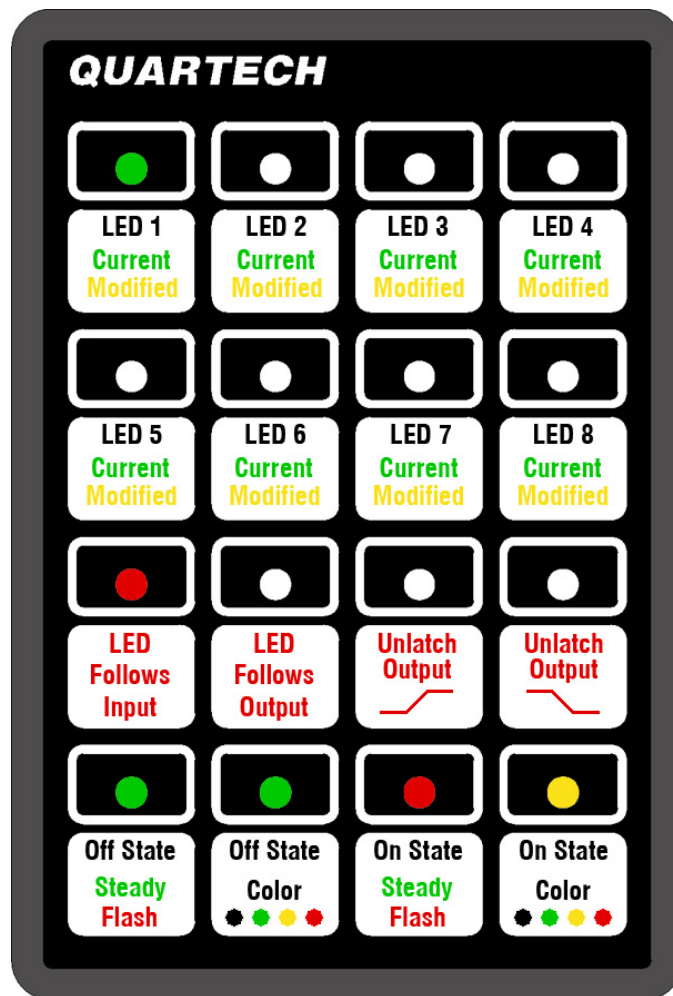 QUARTECH
LED 1 LED 2 LED 3 LED 4
Current Current Current Current
Modified Modified Modified Modified
LED 5 LED 6 LED 7 LED 8
Current Current Current Current
Modified Modified Modified Modified
LED
Follows
Input
LED
Follows
Output
Unlatch
Output
Unlatch
Output
Off State
Steady
Flash
Off State
Color
On State
Steady
Flash
On State
Color